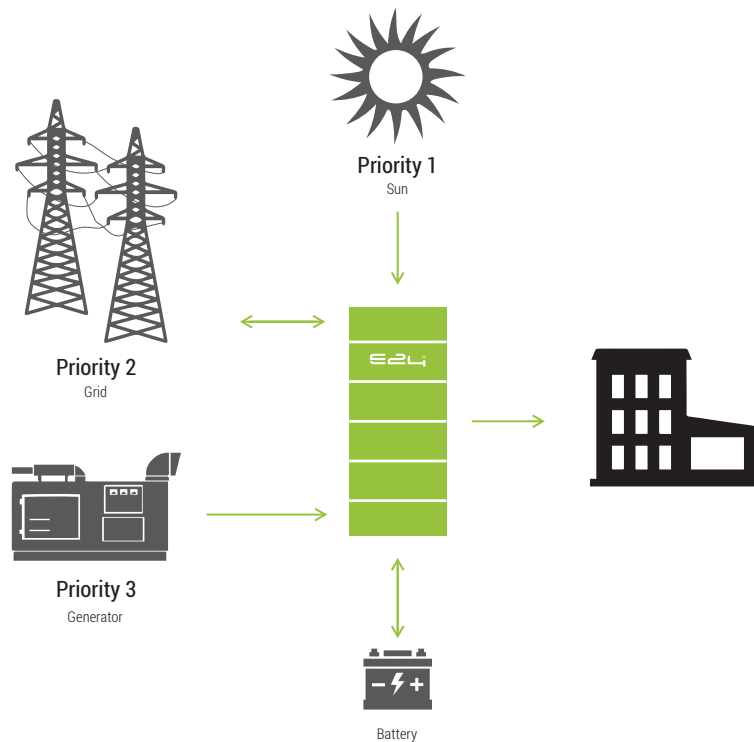 Priority 1
Sun
Priority 2
Grid
E24
Priority 3
Generator
Battery